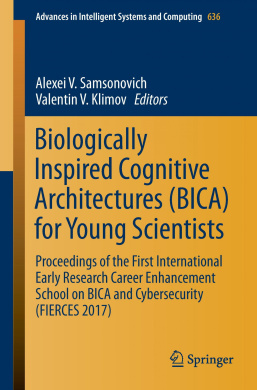 Advances in Intelligent Systems and Computing 636
Alexei V. Samsonovich
Valentin V. Klimov Editors
Biologically
Inspired Cognitive
Architectures (BICA)
for Young Scientists
Proceedings of the First International
Early Research Career Enhancement
School on BICA and Cybersecurity
(FIERCES 2017)
Springer